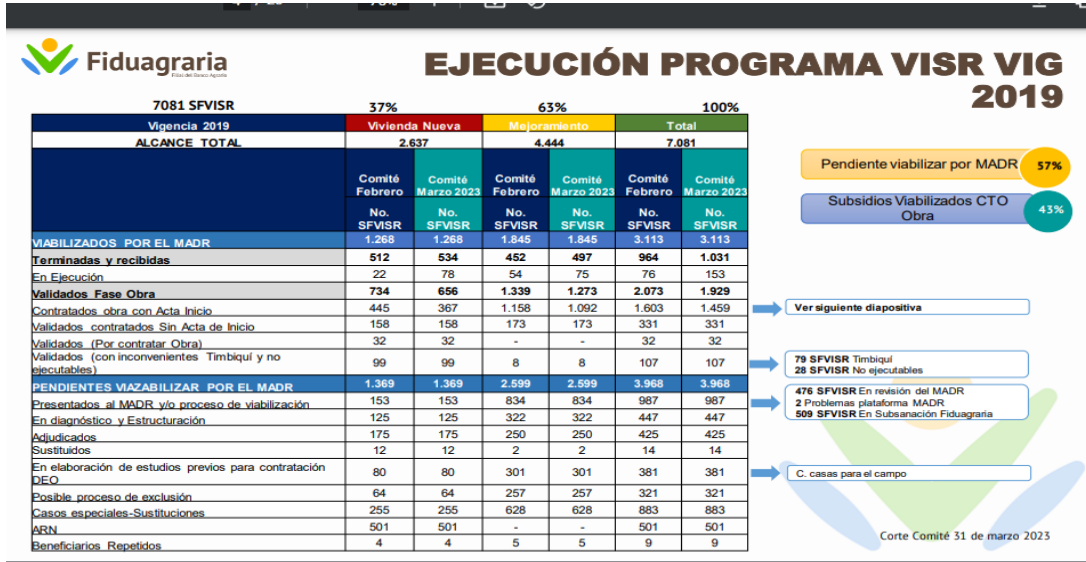 Fiduagraria
Filial del Banco Agrario
EJECUCIÓN PROGRAMA VISR VIG
2019
7081 SFVISR 37% 63% 100%
Vigencia 2019 Vivienda Nueva Mejoramiento Total
ALCANCE TOTAL 2.637 4.444 7.081
Comité Febrero Comité Marzo 2023 Comité Febrero Comité Marzo 2023 Comité Febrero Comité Marzo 2023
No. SFVISR No. SFVISR No. SFVISR No. SFVISR No. SFVISR No. SFVISR
VIABILIZADOS POR EL MADR 1.268 1.268 1.845 1.845 3.113 3.113
Terminadas y recibidas 512 534 452 497 964 1.031
En Ejecución 22 78 54 75 76 153
Validados Fase Obra 734 656 1.339 1.273 2.073 1.929
Contratados obra con Acta Inicio 445 367 1.158 1.092 1.603 1.459
Validados contratados Sin Acta de Inicio 158 158 173 173 331 331
Validados (Por contratar Obra) 32 32 - - 32 32
Validados (con inconvenientes Timbiquí y no
ejecutables) 99 99 8 8 107 107
PENDIENTES VIAZABILIZAR POR EL MADR 1.369 1.369 2.599 2.599 3.968 3.968
Presentados al MADR y/o proceso de viabilización 153 153 834 834 987 987
En diagnóstico y Estructuración 125 125 322 322 447 447
Adjudicados 175 175 250 250 425 425
Sustituidos 12 12 2 2 14 14
En elaboración de estudios previos para contratación
DEO 80 80 301 301 381 381
Posible proceso de exclusión 64 64 257 257 321 321
Casos especiales-Sustituciones 255 255 628 628 883 883
ARN 501 501 - - 501 501
Beneficiarios Repetidos 4 4 5 5 9 9
Pendiente viabilizar por MADR 57%
Subsidios Viabilizados CTO
Obra 43%
Ver siguiente diapositiva
79 SFVISR Timbiquí
28 SFVISR No ejecutables
476 SFVISR En revisión del MADR
2 Problemas plataforma MADR
509 SFVISR En Subsanación Fiduagraria
C. casas para el campo
Corte Comité 31 de marzo 2023